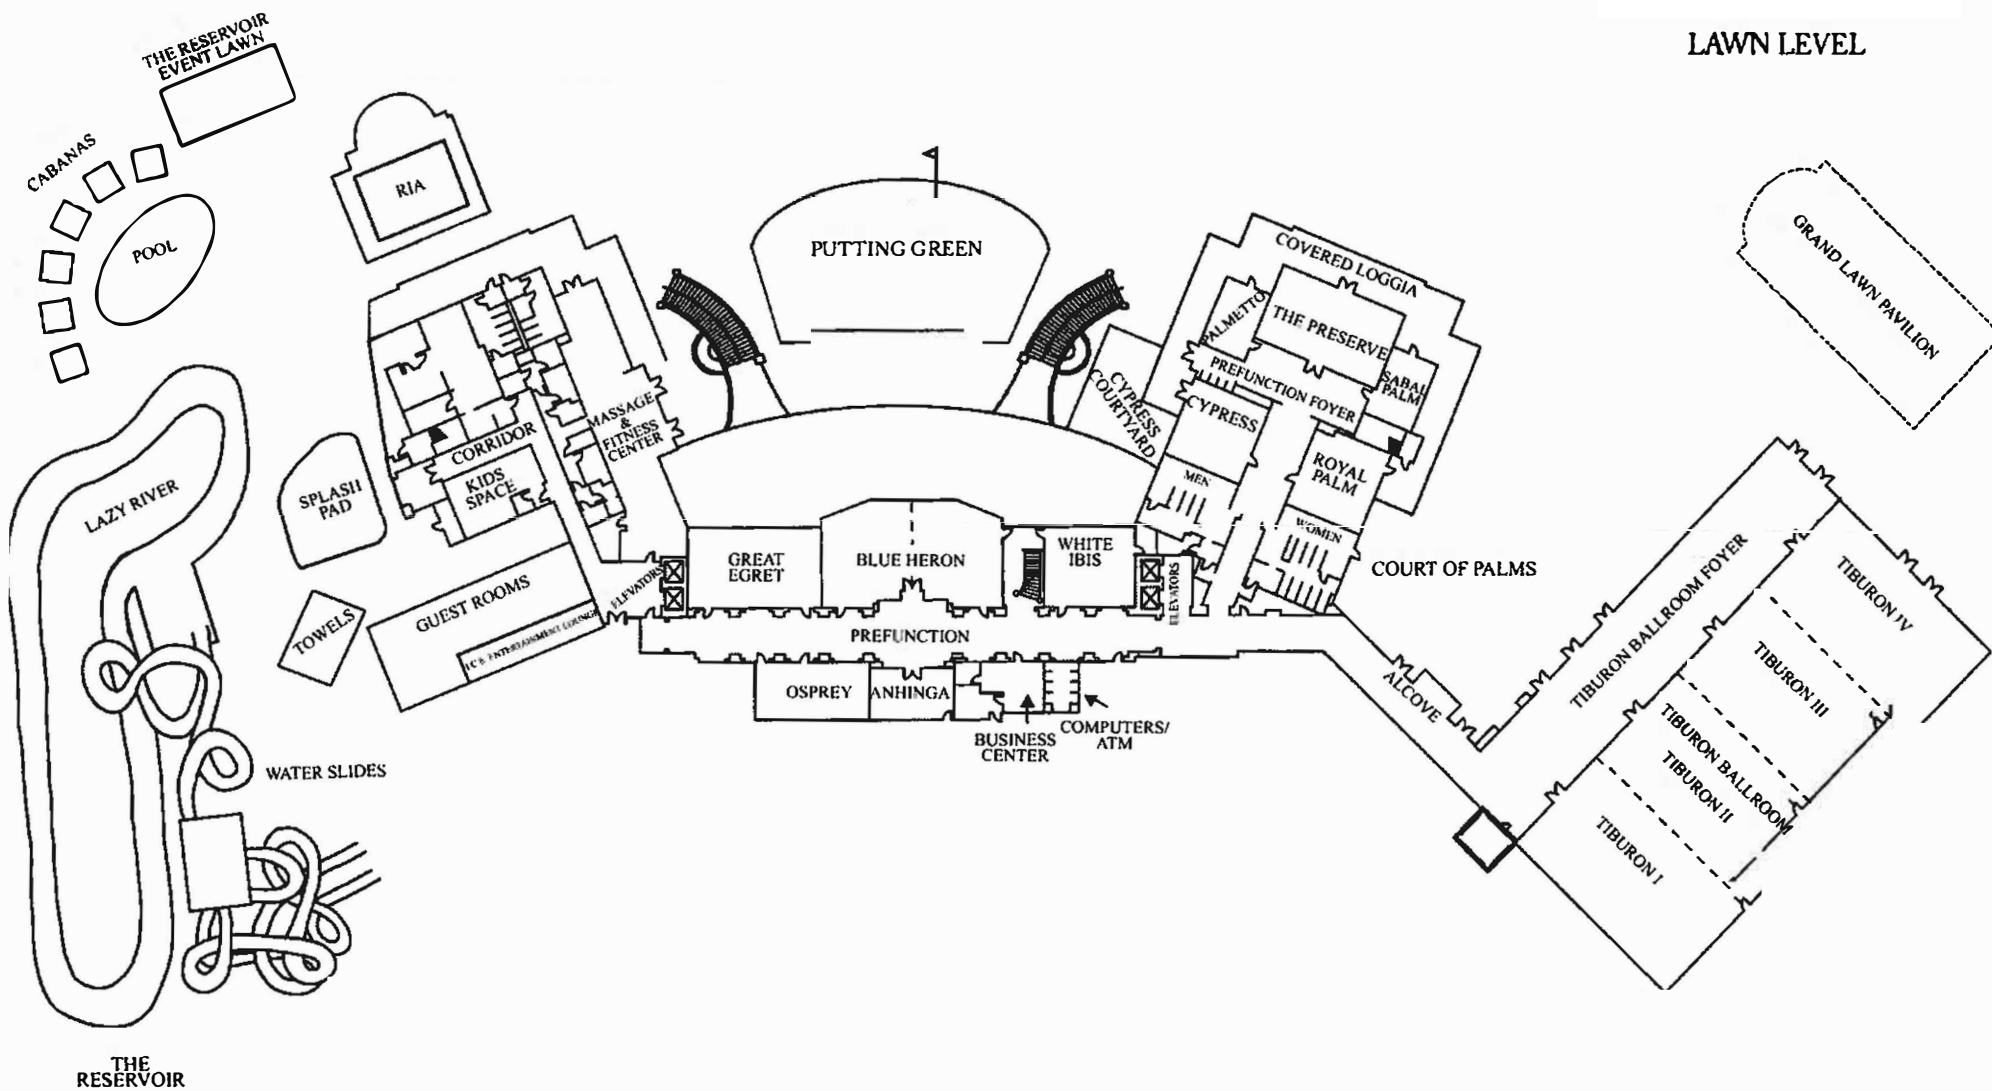 LAWN LEVEL
THE RESERVOIR
EVENT LAWN
CABANAS
POOL
RIA
PUTTING GREEN
COVERED LOGGIA
GRAND LAWN PAVILION
PALMETTO
THE PRESERVE
PREFUNCTION FOYER
SABAL
PALM
CYPRESS
COURTYARD
CYPRESS
MASSAGE
&
FITNESS
CENTER
CORRIDOR
KIDS
SPACE
MEN
ROYAL
PALM
WOMEN
LAZY RIVER
SPLASH
PAD
GREAT
EGRET
BLUE HERON
WHITE
IBIS
COURT OF PALMS
ELEVATORS
ELEVATORS
GUEST ROOMS
ENTERTAINMENT LOUNGE
TOWELS
PREFUNCTION
TIBURON BALLROOM FOYER
TIBURON IV
TIBURON III
TIBURON BALLROOM
TIBURON II
TIBURON I
ALCOVE
OSPREY
ANHINGA
BUSINESS
CENTER
COMPUTERS/
ATM
WATER SLIDES
THE
RESERVOIR